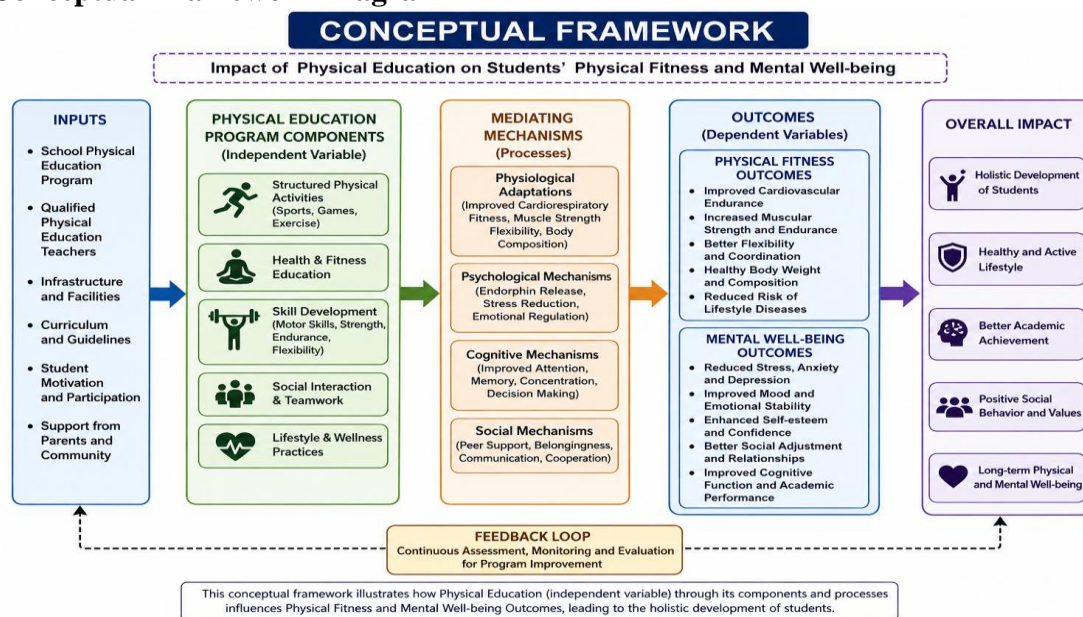 CONCEPTUAL FRAMEWORK
Impact of Physical Education on Students' Physical Fitness and Mental Well-being
INPUTS
• School Physical
Education
Program
• Qualified
Physical
Education
Teachers
• Infrastructure
and Facilities
• Curriculum
and Guidelines
• Student
Motivation
and Participation
• Support from
Parents and
Community
PHYSICAL EDUCATION
PROGRAM COMPONENTS
(Independent Variable)
Structured Physical
Activities
(Sports, Games,
Exercise)
Health & Fitness
Education
Skill Development
(Motor Skills, Strength,
Endurance,
Flexibility)
Social Interaction
& Teamwork
Lifestyle & Wellness
Practices
MEDIATING
MECHANISMS
(Processes)
Physiological
Adaptations
(Improved Cardiorespiratory
Fitness, Muscle Strength
Flexibility, Body
Composition)
Psychological Mechanisms
(Endorphin Release,
Stress Reduction,
Emotional Regulation)
Cognitive Mechanisms
(Improved Attention,
Memory, Concentration,
Decision Making)
Social Mechanisms
(Peer Support, Belongingness,
Communication, Cooperation)
OUTCOMES
(Dependent Variables)
PHYSICAL FITNESS
OUTCOMES
• Improved Cardiovascular
Endurance
• Increased Muscular
Strength and Endurance
• Better Flexibility
and Coordination
• Healthy Body Weight
and Composition
• Reduced Risk of
Lifestyle Diseases
MENTAL WELL-BEING
OUTCOMES
• Reduced Stress, Anxiety
and Depression
• Improved Mood and
Emotional Stability
• Enhanced Self-esteem
and Confidence
• Better Social Adjustment
and Relationships
• Improved Cognitive
Function and Academic
Performance
OVERALL IMPACT
Holistic Development
of Students
Healthy and Active
Lifestyle
Better Academic
Achievement
Positive Social
Behavior and Values
Long-term Physical
and Mental Well-being
FEEDBACK LOOP
Continuous Assessment, Monitoring and Evaluation
for Program Improvement
This conceptual framework illustrates how Physical Education (independent variable) through its components and processes
influences Physical Fitness and Mental Well-being Outcomes, leading to the holistic development of students.